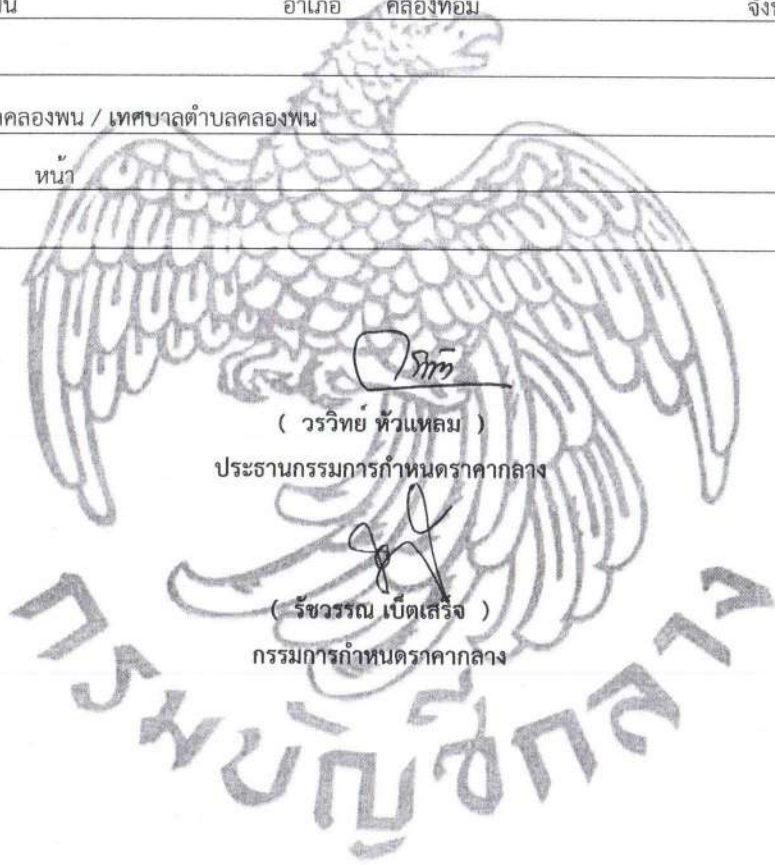 อำเภอ คลองท่อม
คลองพน / เทศบาลตำบลคลองพน
หน้า
( วรวิทย์ หัวแหลม )
ประธานกรรมการกำหนดราคากลาง
( รัชวรรณ เบ็ตเสร็จ )
กรรมการกำหนดราคากลาง
กรมบัญชีกลาง